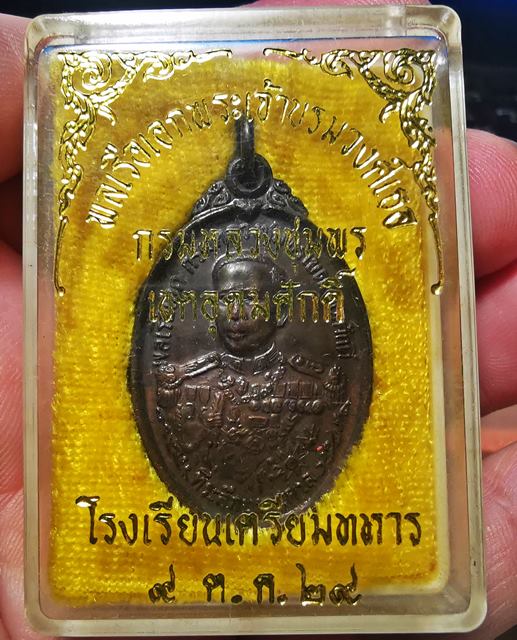 พลเรือเอกพระเจ้าบรมวงศ์เธอ
กรมหลวงชุมพร
เขตอุดมศักดิ์
โรงเรียนเตรียมทหาร
๙ ต.ค.๒๙